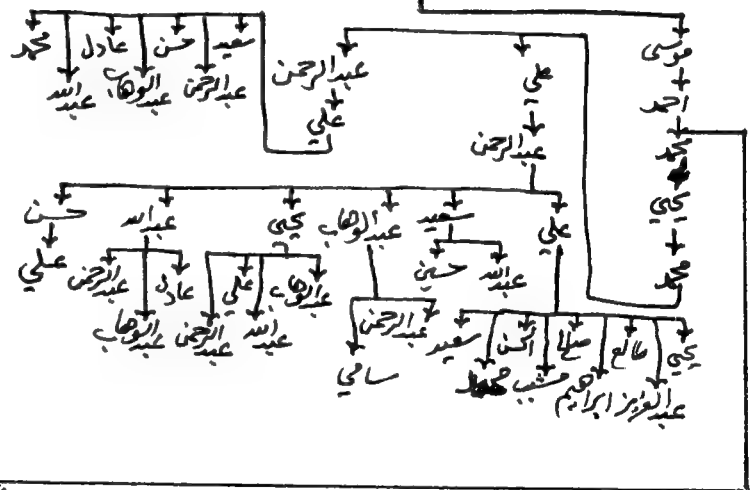 موسى
احمد
محمد
يحيى
محمد
علي
عبدالرحمن
عبدالرحمن
علي
سعيد
حسن
عادل
محمد
عبدالرحمن
عبدالوهاب
عبدالله
علي
سعيد
عبدالوهاب
يحيى
عبدالله
حسن
عبدالله
حسين
عبدالوهاب
علي
عادل
عبدالرحمن
علي
عبدالله
عبدالرحمن
عبدالوهاب
عبدالرحمن
سامي
يحيى
صالح
الحسن
سعيد
عبدالعزيز
ابراهيم
مشبب